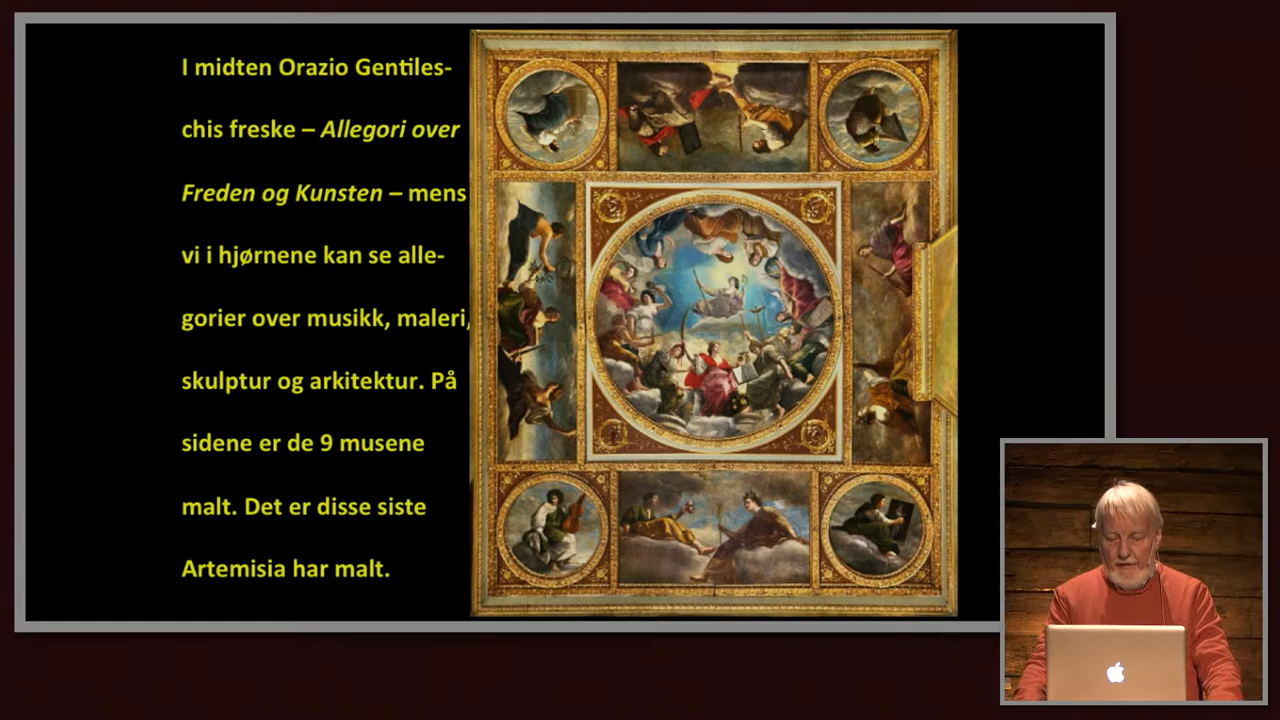 I midten Orazio Gentiles-
chis freske – Allegori over
Freden og Kunsten – mens
vi i hjørnene kan se alle-
gorier over musikk, maleri,
skulptur og arkitektur. På
sidene er de 9 musene
malt. Det er disse siste
Artemisia har malt.